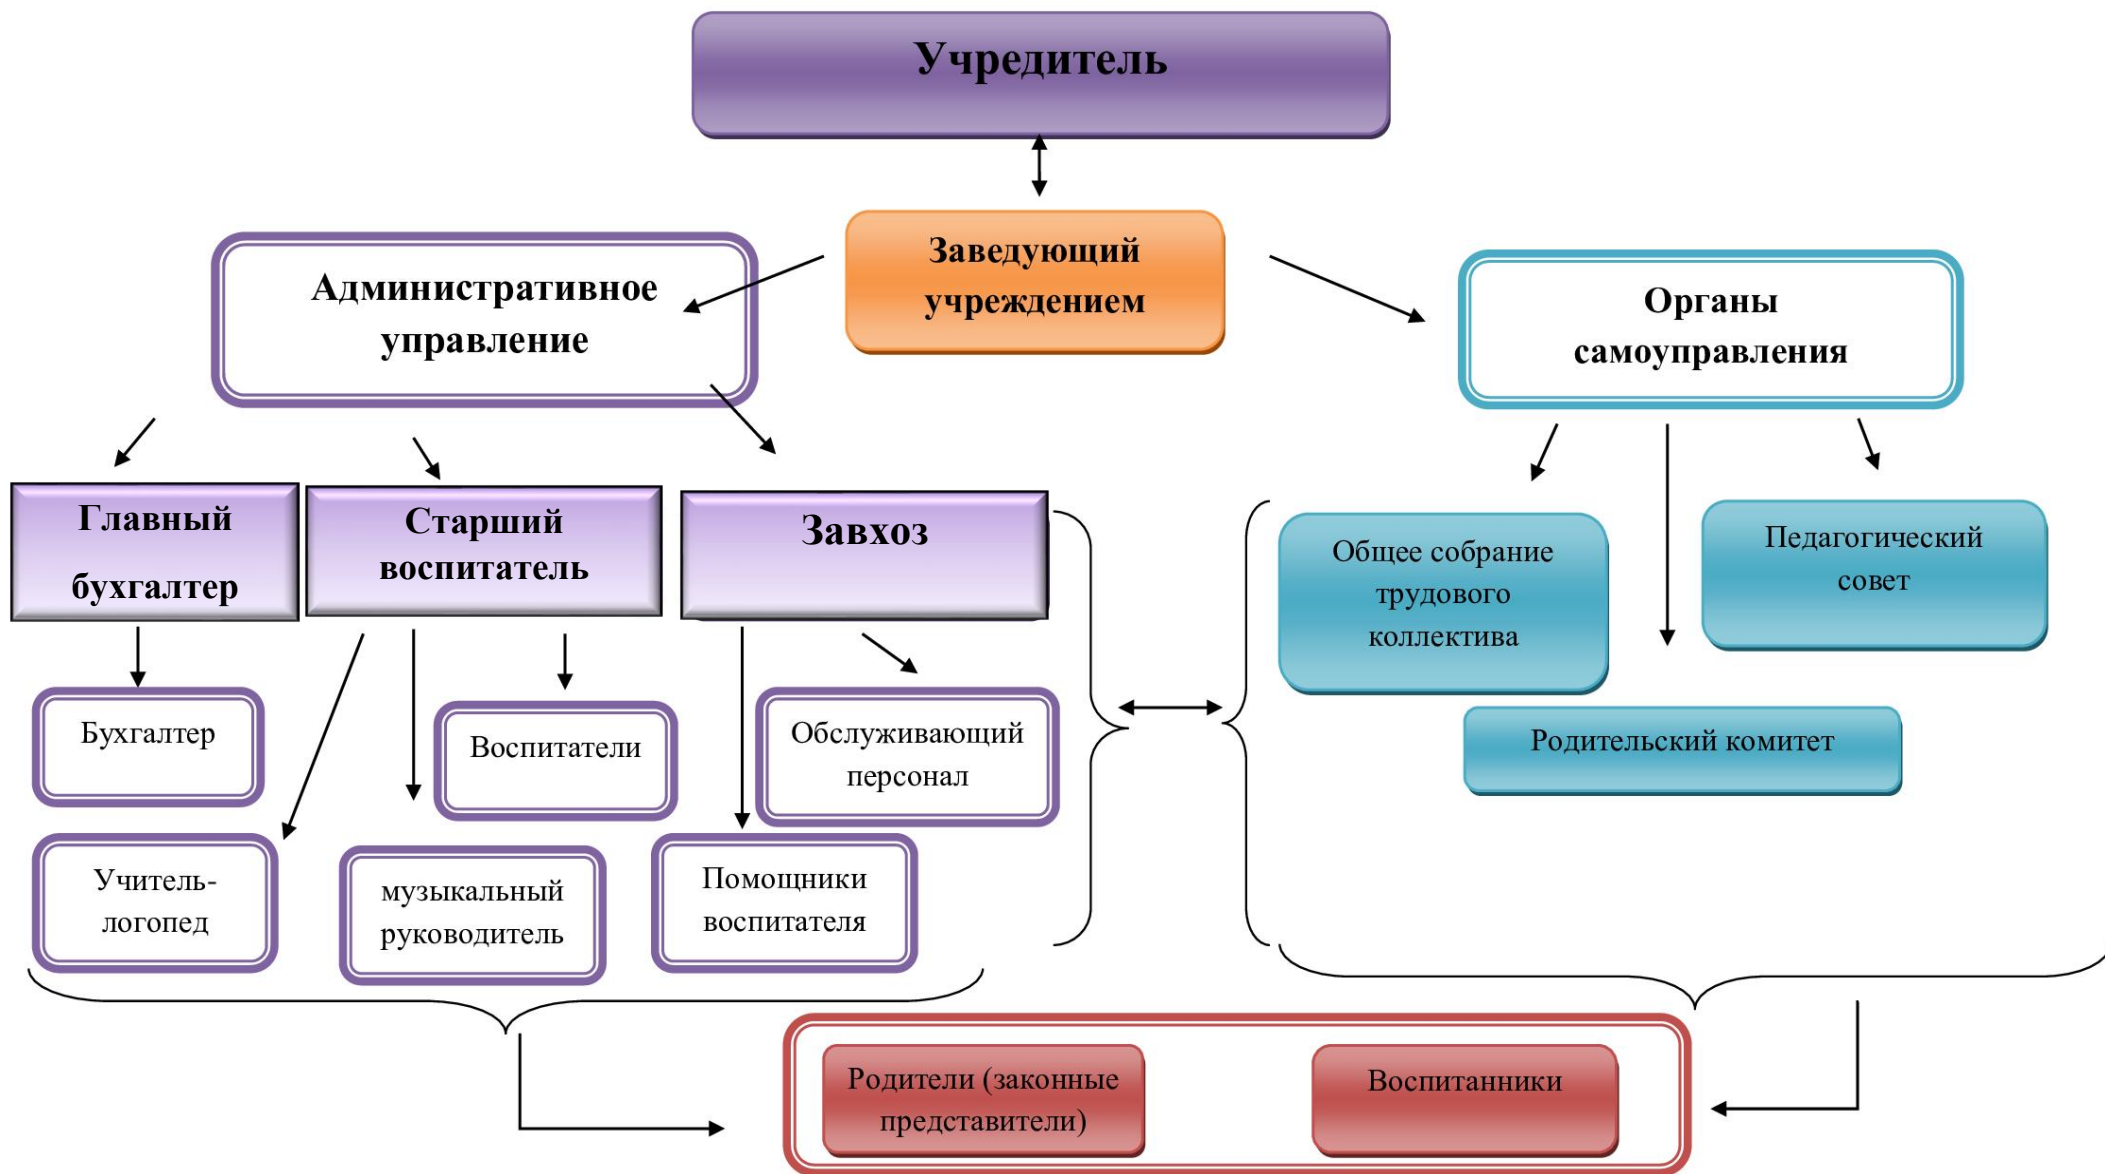 Учредитель
Заведующий
учреждением
Административное
управление
Органы
самоуправления
Главный
бухгалтер
Старший
воспитатель
Завхоз
Общее собрание
трудового
коллектива
Педагогический
совет
Родительский комитет
Бухгалтер
Воспитатели
Обслуживающий
персонал
Учитель-
логопед
музыкальный
руководитель
Помощники
воспитателя
Родители (законные
представители)
Воспитанники